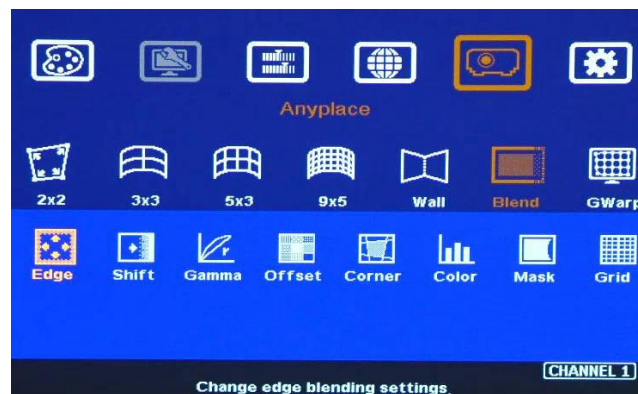 Anyplace
2x2 3x3 5x3 9x5 Wall Blend GWarp
Edge Shift Gamma Offset Corner Color Mask Grid
CHANNEL 1
Change edge blending settings